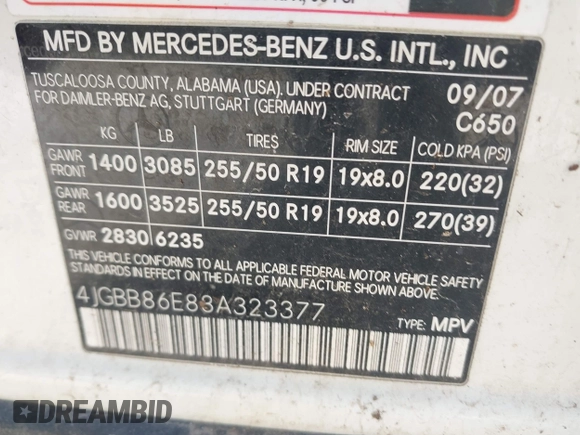 MFD BY MERCEDES-BENZ U.S. INTL., INC
TUSCALOOSA COUNTY, ALABAMA (USA). UNDER CONTRACT 09/07
FOR DAIMLER-BENZ AG, STUTTGART (GERMANY) C650
KG LB TIRES RIM SIZE COLD KPA (PSI)
GAWR FRONT 1400 3085 255/50 R19 19x8.0 220(32)
GAWR REAR 1600 3525 255/50 R19 19x8.0 270(39)
GVWR 2830 6235
THIS VEHICLE CONFORMS TO ALL APPLICABLE FEDERAL MOTOR VEHICLE SAFETY
STANDARDS IN EFFECT ON THE DATE OF MANUFACTURE SHOWN ABOVE
4JGBB86E83A323377
TYPE: MPV
DREAMBID